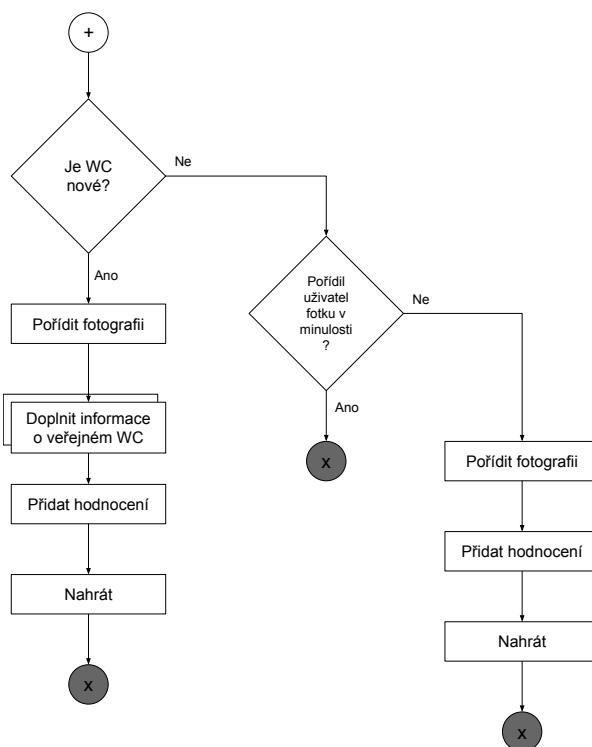 +
Je WC
nové?
Ne
Ano
Pořídit fotografii
Doplnit informace
o veřejném WC
Přidat hodnocení
Nahrát
x
Pořídil
uživatel
fotku v
minulosti
?
Ne
Ano
x
Pořídit fotografii
Přidat hodnocení
Nahrát
x